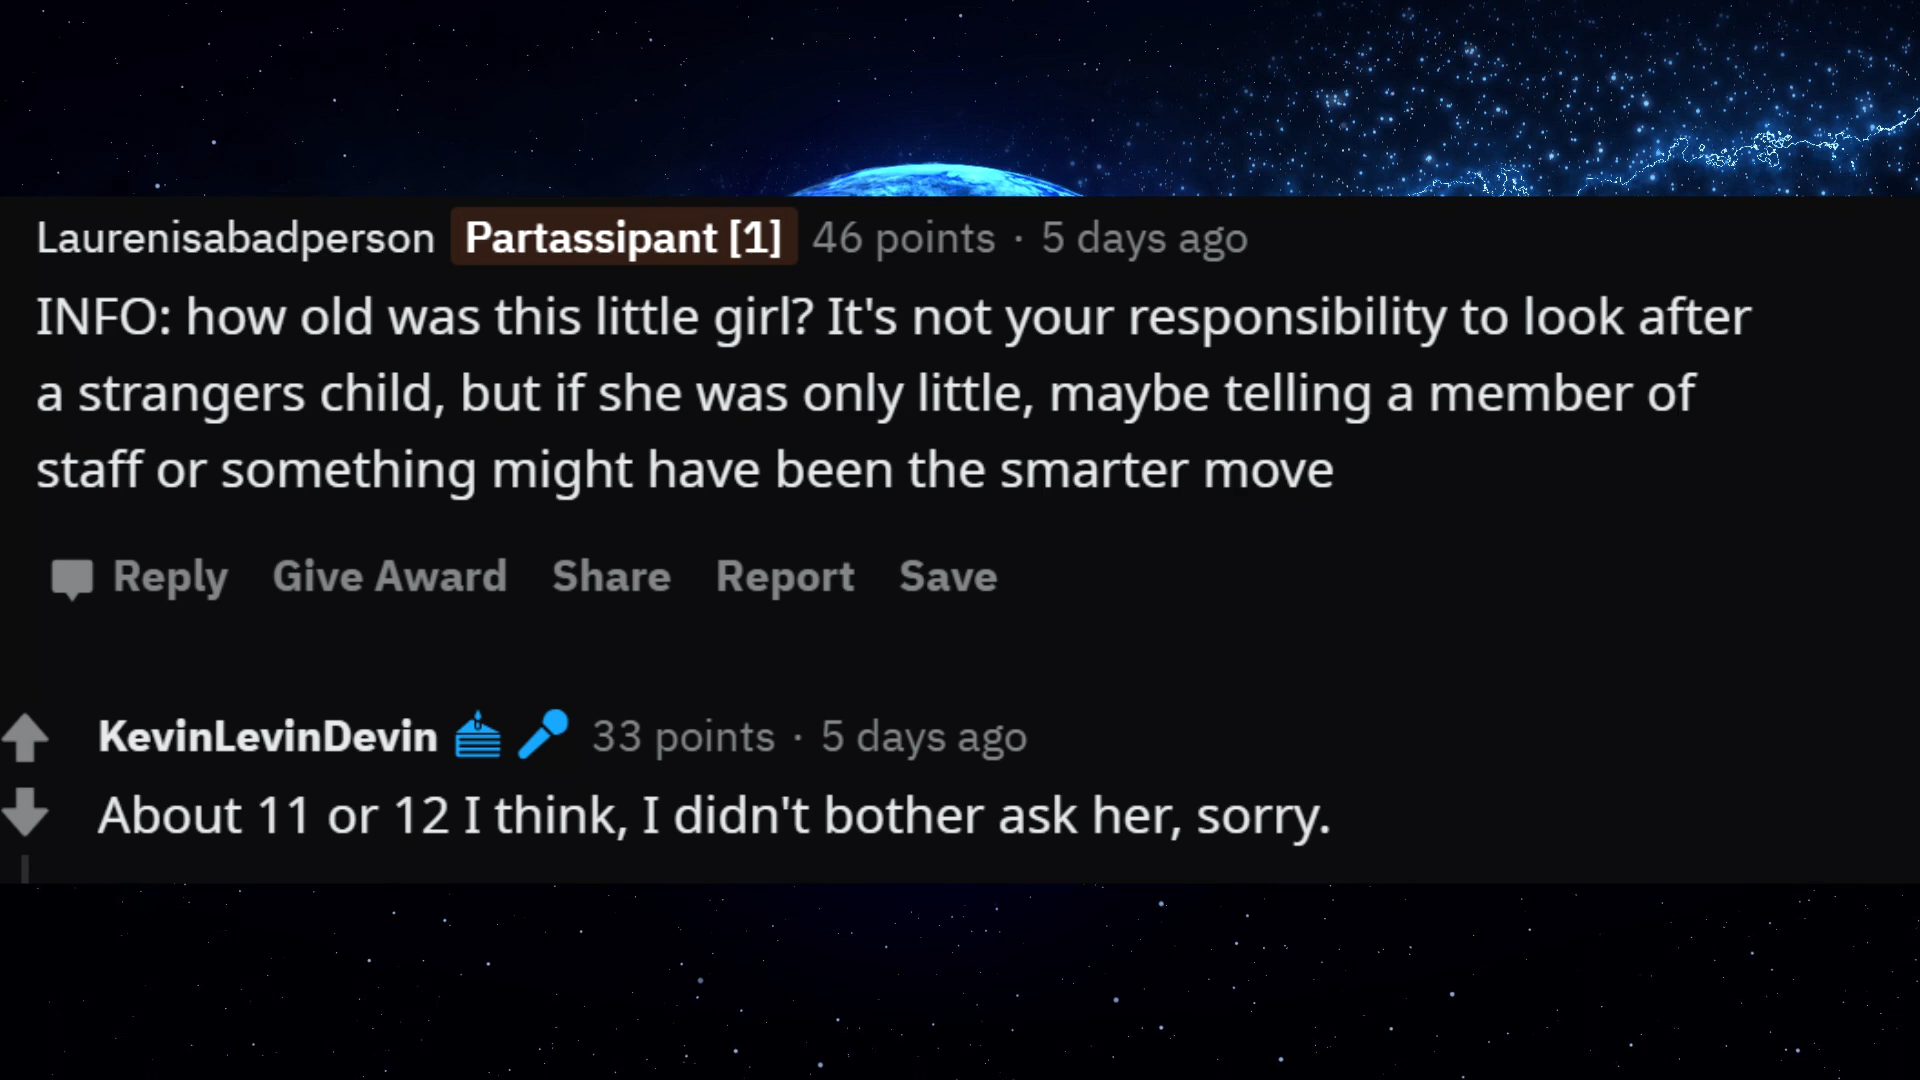 Laurenisabadperson Partassipant [1] 46 points · 5 days ago
INFO: how old was this little girl? It's not your responsibility to look after
a strangers child, but if she was only little, maybe telling a member of
staff or something might have been the smarter move
Reply Give Award Share Report Save
KevinLevinDevin 33 points · 5 days ago
About 11 or 12 I think, I didn't bother ask her, sorry.